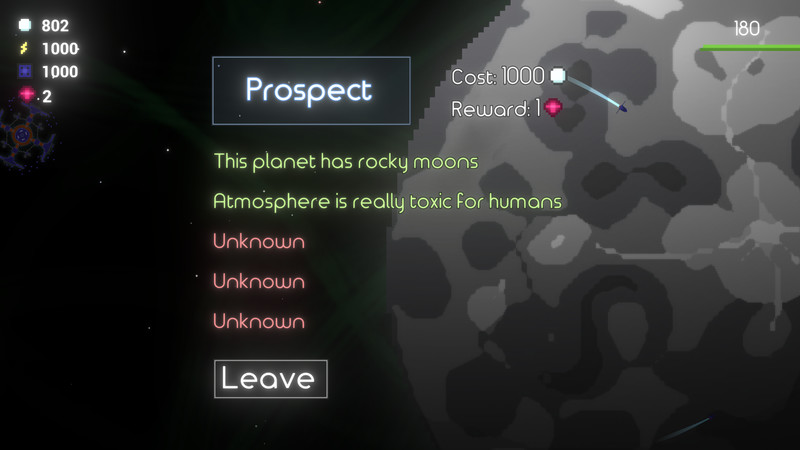 802
1000
1000
2
180
Prospect
Cost: 1000
Reward: 1
This planet has rocky moons
Atmosphere is really toxic for humans
Unknown
Unknown
Unknown
Leave